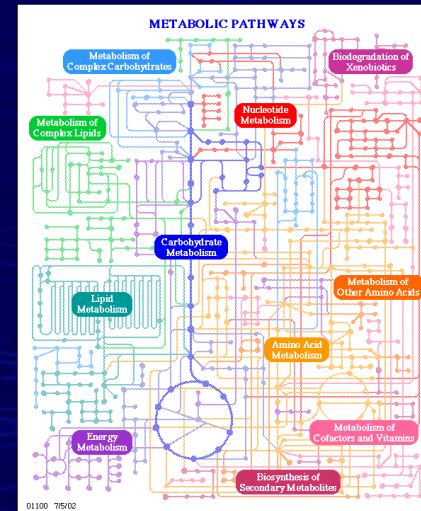 METABOLIC PATHWAYS
Metabolism of
Complex Carbohydrates
Biodegradation of
Xenobiotics
Nucleotide
Metabolism
Metabolism of
Complex Lipids
Carbohydrate
Metabolism
Metabolism of
Other Amino Acids
Lipid
Metabolism
Amino Acid
Metabolism
Metabolism of
Cofactors and Vitamins
Energy
Metabolism
Biosynthesis of
Secondary Metabolites
01100 7/5/02